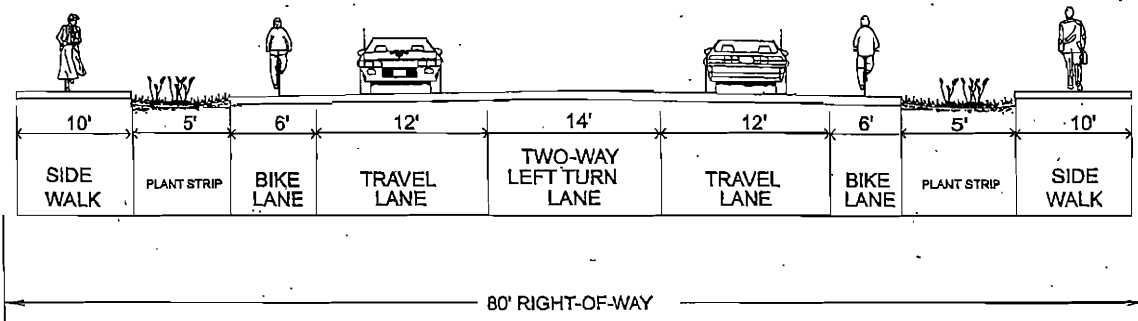 10' 5' 6' 12' 14' 12' 6' 5' 10'
SIDE WALK
PLANT STRIP
BIKE LANE
TRAVEL LANE
TWO-WAY LEFT TURN LANE
TRAVEL LANE
BIKE LANE
PLANT STRIP
SIDE WALK
80' RIGHT-OF-WAY